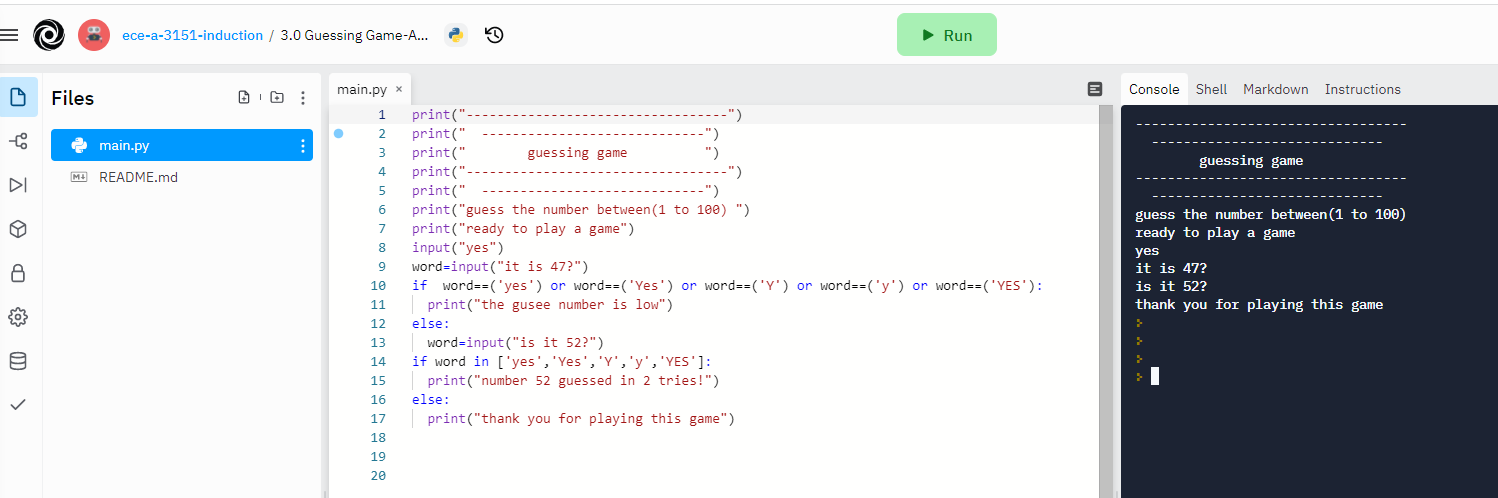 ece-a-3151-induction / 3.0 Guessing Game-A...
Run
Files
main.py
README.md
main.py ×
1 print("----------------------------------")
2 print("  -----------------------------")
3 print("        guessing game          ")
4 print("----------------------------------")
5 print("  -----------------------------")
6 print("guess the number between(1 to 100) ")
7 print("ready to play a game")
8 input("yes")
9 word=input("it is 47?")
10 if  word==('yes') or word==('Yes') or word==('Y') or word==('y') or word==('YES'):
11   print("the gusee number is low")
12 else:
13   word=input("is it 52?")
14 if word in ['yes','Yes','Y','y','YES']:
15   print("number 52 guessed in 2 tries!")
16 else:
17   print("thank you for playing this game")
18
19
20
Console Shell Markdown Instructions
----------------------------------
  -----------------------------
        guessing game
----------------------------------
  -----------------------------
guess the number between(1 to 100)
ready to play a game
yes
it is 47?
is it 52?
thank you for playing this game